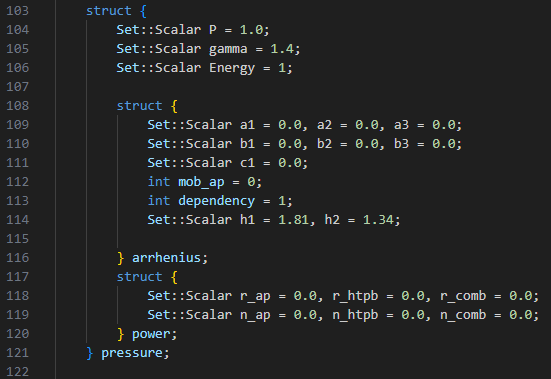 103 struct {
104 Set::Scalar P = 1.0;
105 Set::Scalar gamma = 1.4;
106 Set::Scalar Energy = 1;
107
108 struct {
109 Set::Scalar a1 = 0.0, a2 = 0.0, a3 = 0.0;
110 Set::Scalar b1 = 0.0, b2 = 0.0, b3 = 0.0;
111 Set::Scalar c1 = 0.0;
112 int mob_ap = 0;
113 int dependency = 1;
114 Set::Scalar h1 = 1.81, h2 = 1.34;
115
116 } arrhenius;
117 struct {
118 Set::Scalar r_ap = 0.0, r_htpb = 0.0, r_comb = 0.0;
119 Set::Scalar n_ap = 0.0, n_htpb = 0.0, n_comb = 0.0;
120 } power;
121 } pressure;
122